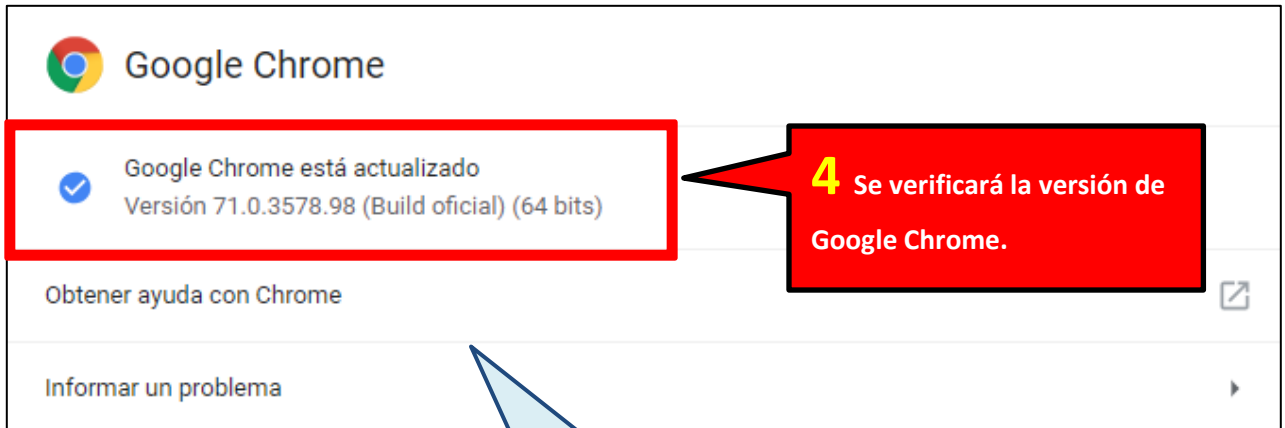 Google Chrome
Google Chrome está actualizado
Versión 71.0.3578.98 (Build oficial) (64 bits)
4 Se verificará la versión de
Google Chrome.
Obtener ayuda con Chrome
Informar un problema